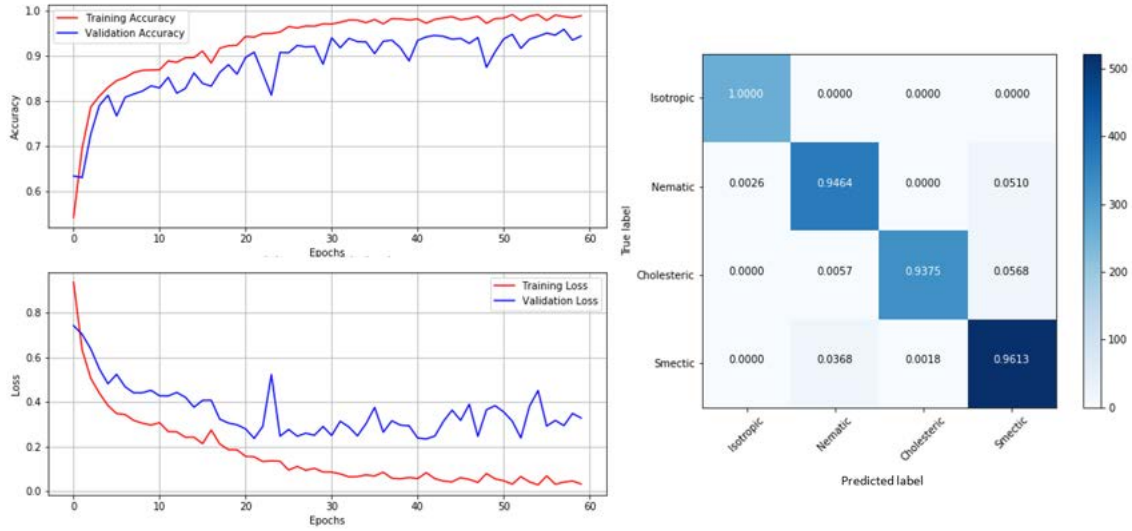 1.0
0.9
0.8
0.7
0.6
Accuracy
Training Accuracy
Validation Accuracy
0 10 20 30 40 50 60
Epochs
0.8
0.6
0.4
0.2
0.0
Loss
Training Loss
Validation Loss
0 10 20 30 40 50 60
Epochs
True label
Isotropic 1.0000 0.0000 0.0000 0.0000
Nematic 0.0026 0.9464 0.0000 0.0510
Cholesteric 0.0000 0.0057 0.9375 0.0568
Smectic 0.0000 0.0368 0.0018 0.9613
Isotropic Nematic Cholesteric Smectic
Predicted label
500
400
300
200
100
0